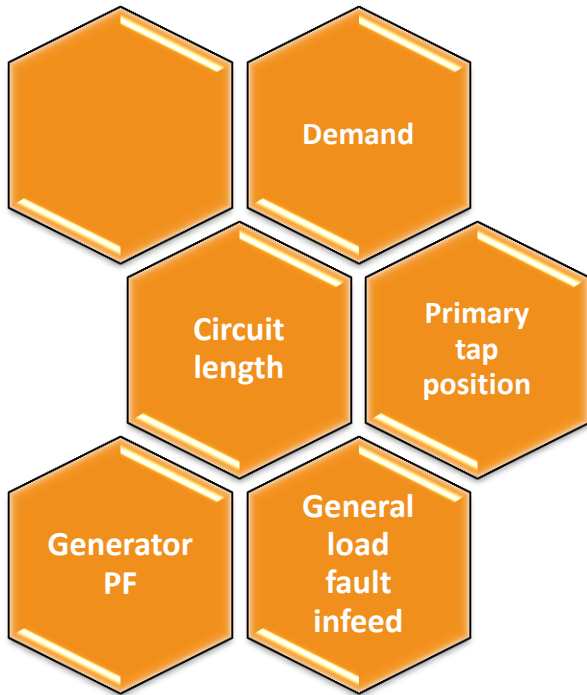 Demand
Circuit
length
Primary
tap
position
Generator
PF
General
load
fault
infeed